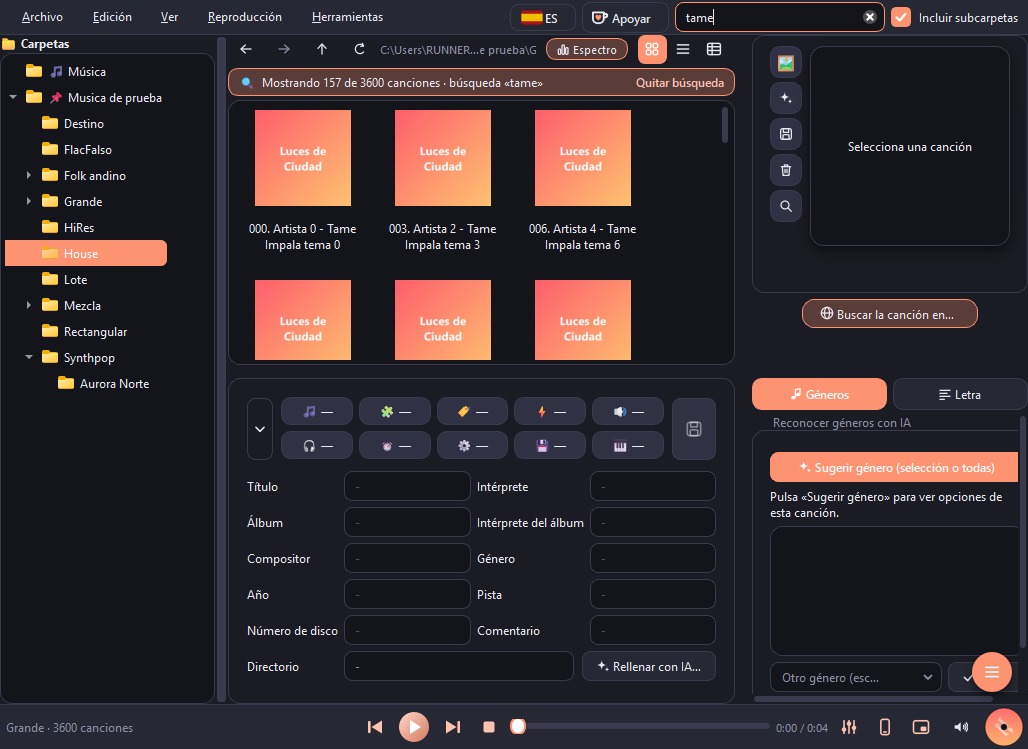 Archivo
Edición
Ver
Reproducción
Herramientas
ES
Apoyar
tame
Incluir subcarpetas
Carpetas
Música
Musica de prueba
Destino
FlacFalso
Folk andino
Grande
HiRes
House
Lote
Mezcla
Rectangular
Synthpop
Aurora Norte
C:\Users\RUNNER...e prueba\G
Espectro
Mostrando 157 de 3600 canciones · búsqueda «tame»
Quitar búsqueda
Luces de
Ciudad
Luces de
Ciudad
Luces de
Ciudad
000. Artista 0 - Tame
Impala tema 0
003. Artista 2 - Tame
Impala tema 3
006. Artista 4 - Tame
Impala tema 6
Luces de
Ciudad
Luces de
Ciudad
Luces de
Ciudad
—
—
—
—
—
—
—
—
—
—
Título
-
Intérprete
-
Álbum
-
Intérprete del álbum
-
Compositor
-
Género
-
Año
-
Pista
-
Número de disco
-
Comentario
-
Directorio
-
Rellenar con IA...
Selecciona una canción
Buscar la canción en...
Géneros
Letra
Reconocer géneros con IA
Sugerir género (selección o todas)
Pulsa «Sugerir género» para ver opciones de
esta canción.
Otro género (esc...
Grande · 3600 canciones
0:00 / 0:04